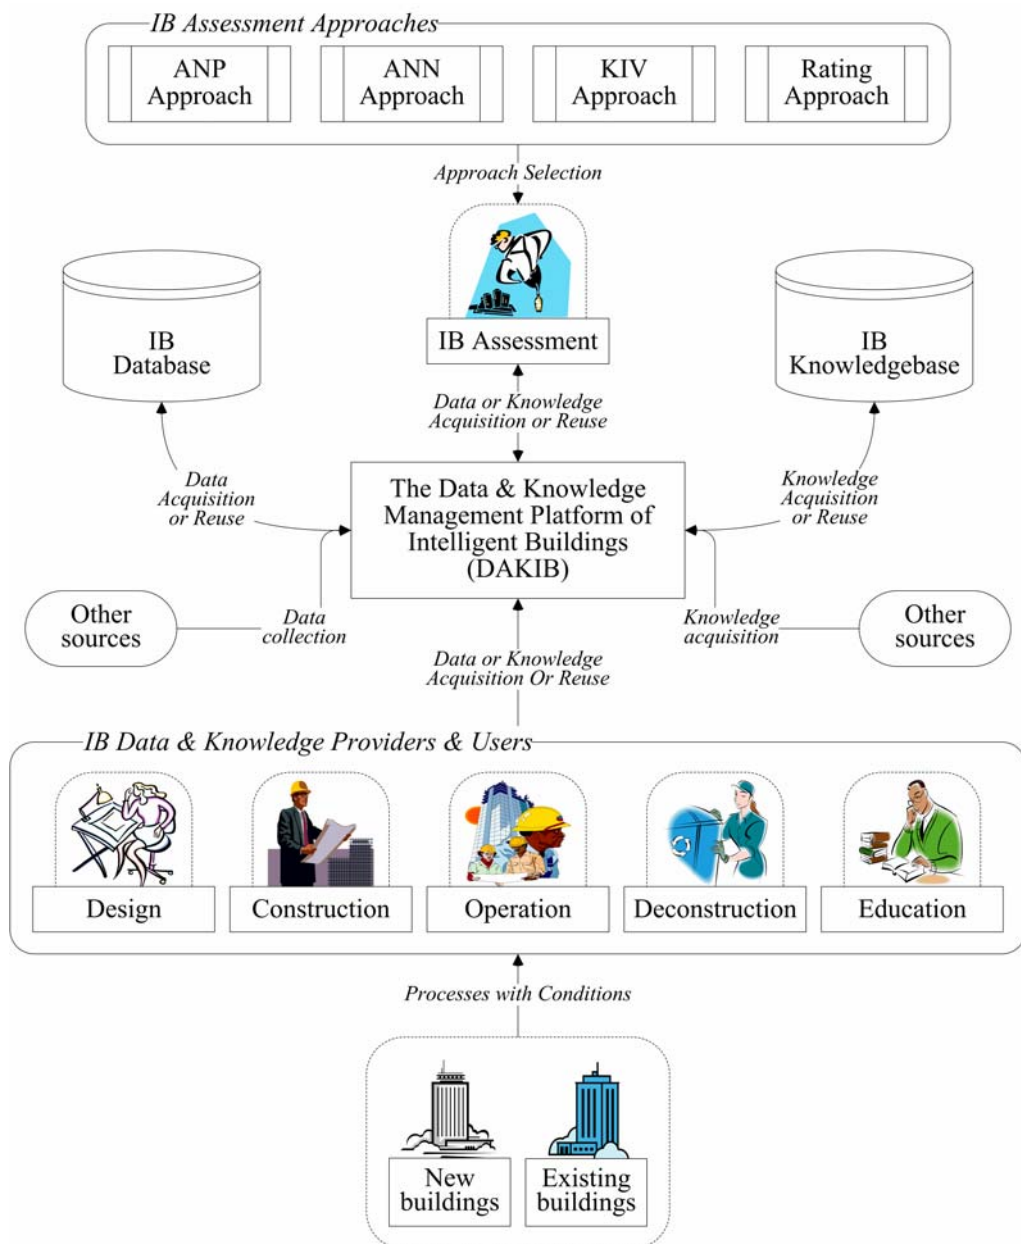 IB Assessment Approaches
ANP
Approach
ANN
Approach
KIV
Approach
Rating
Approach
Approach Selection
IB Assessment
IB
Database
IB
Knowledgebase
Data or Knowledge
Acquisition or Reuse
Data
Acquisition
or Reuse
The Data & Knowledge
Management Platform of
Intelligent Buildings
(DAKIB)
Knowledge
Acquisition
or Reuse
Other
sources
Data
collection
Knowledge
acquisition
Other
sources
Data or Knowledge
Acquisition Or Reuse
IB Data & Knowledge Providers & Users
Design
Construction
Operation
Deconstruction
Education
Processes with Conditions
New
buildings
Existing
buildings